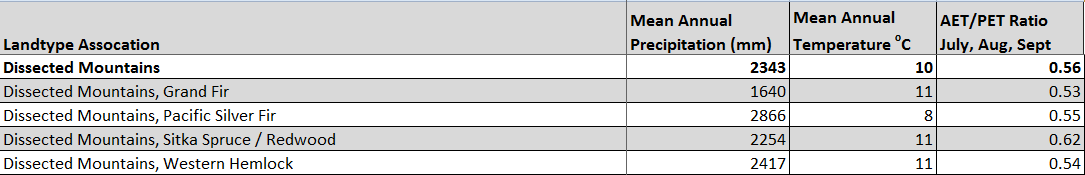 Landtype Assocation Mean Annual Precipitation (mm) Mean Annual Temperature ºC AET/PET Ratio July, Aug, Sept
Dissected Mountains 2343 10 0.56
Dissected Mountains, Grand Fir 1640 11 0.53
Dissected Mountains, Pacific Silver Fir 2866 8 0.55
Dissected Mountains, Sitka Spruce / Redwood 2254 11 0.62
Dissected Mountains, Western Hemlock 2417 11 0.54